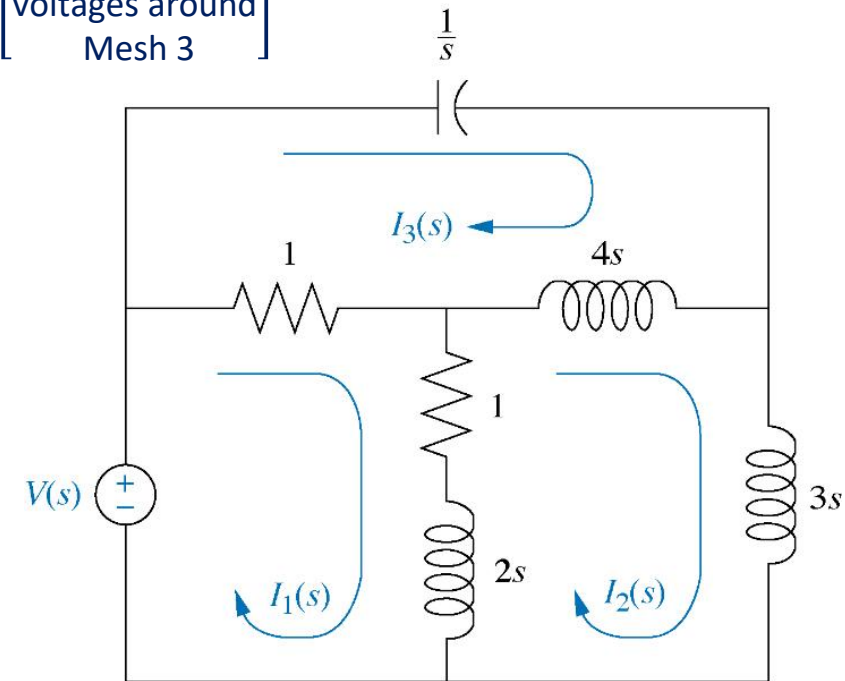 voltages around
Mesh 3
1
s
I3(s)
1
4s
1
V(s)
+
−
3s
2s
I1(s)
I2(s)